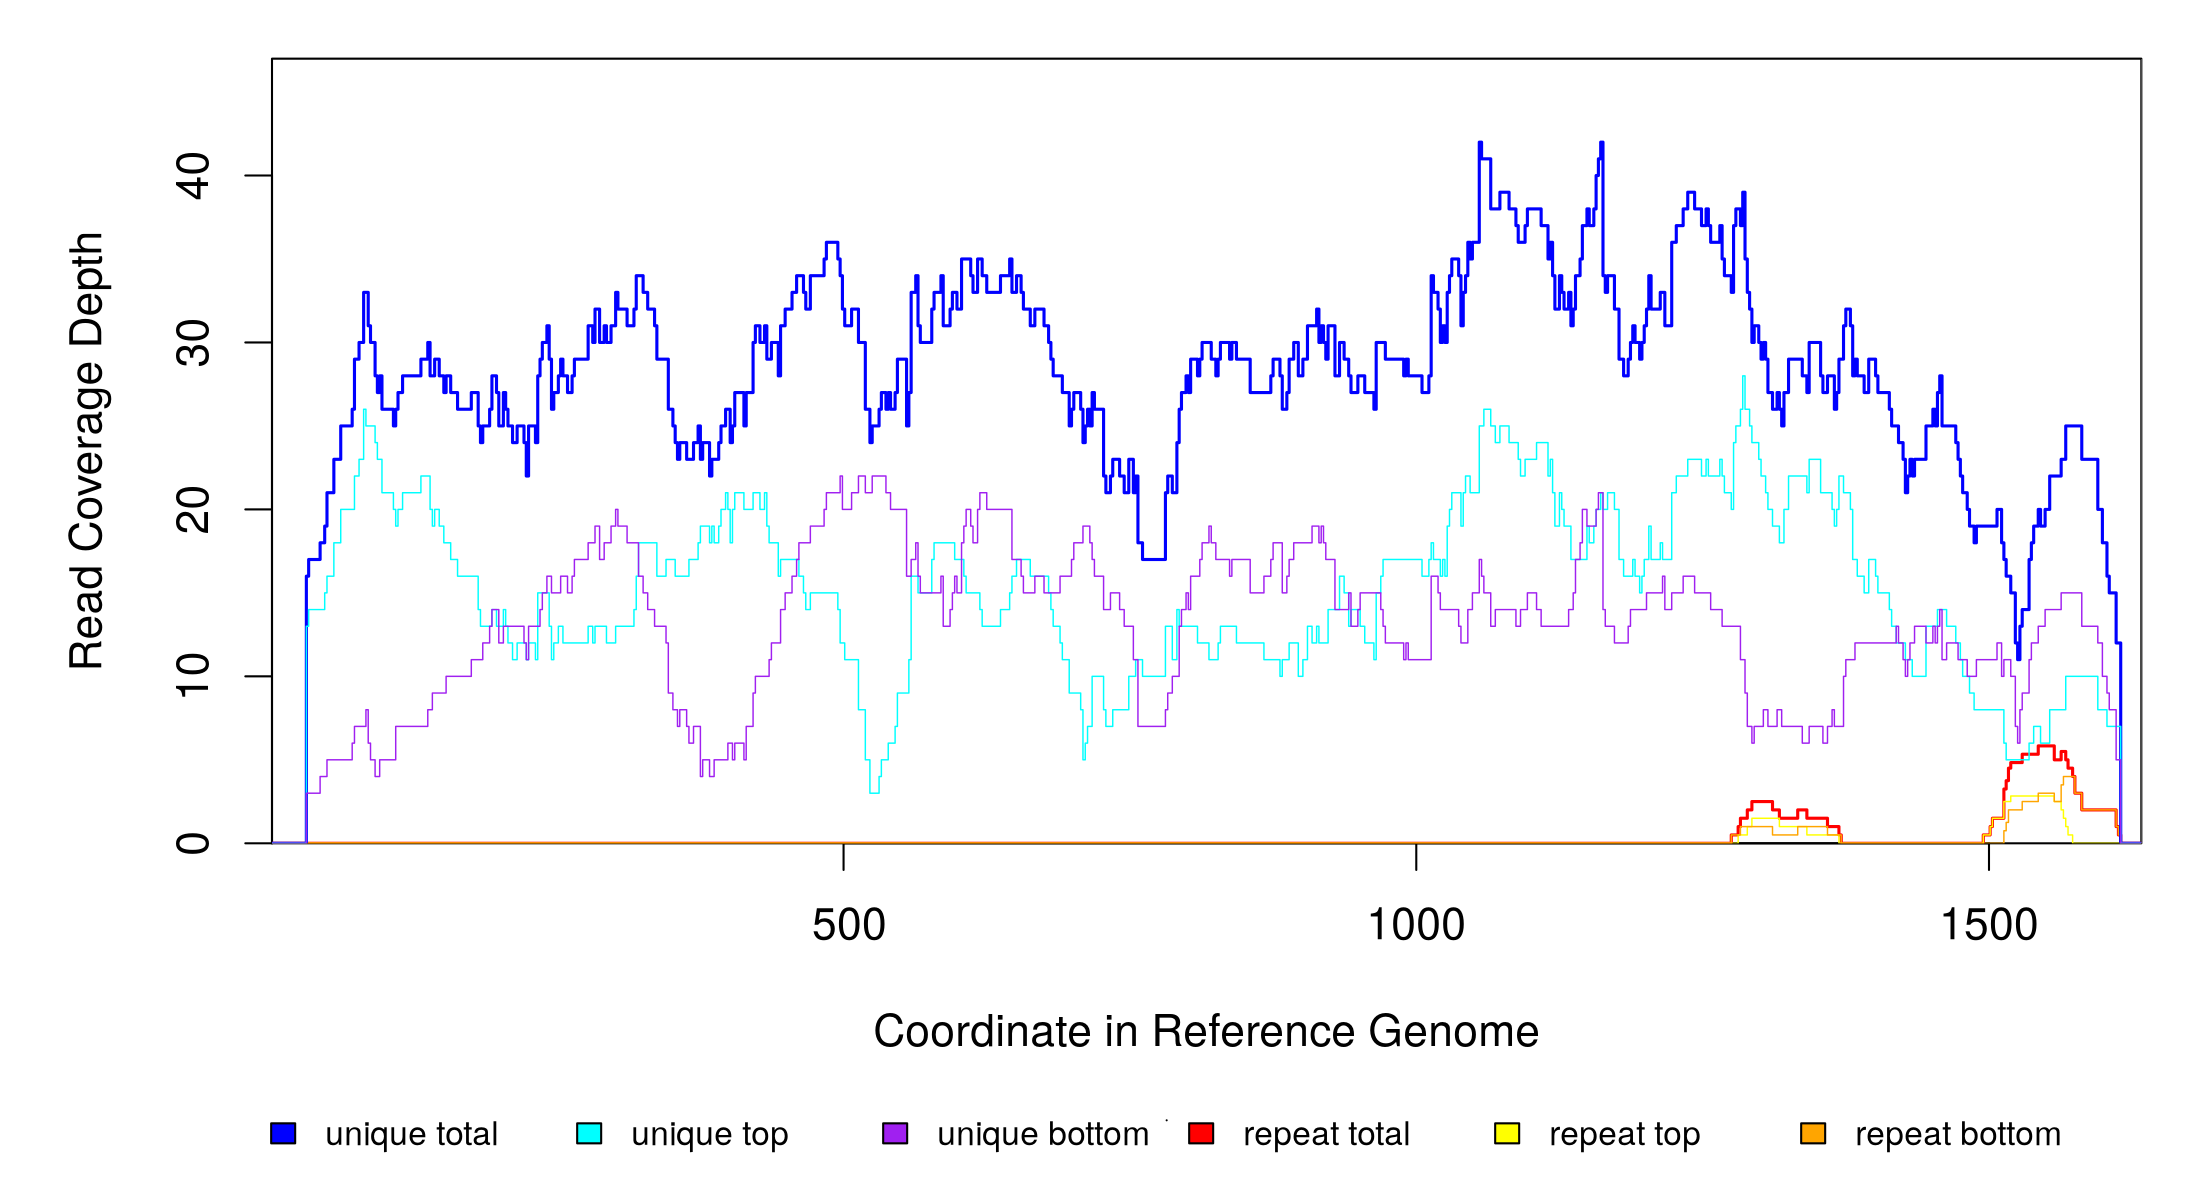 Read Coverage Depth
40
30
20
10
0
500 1000 1500
Coordinate in Reference Genome
unique total unique top unique bottom repeat total repeat top repeat bottom